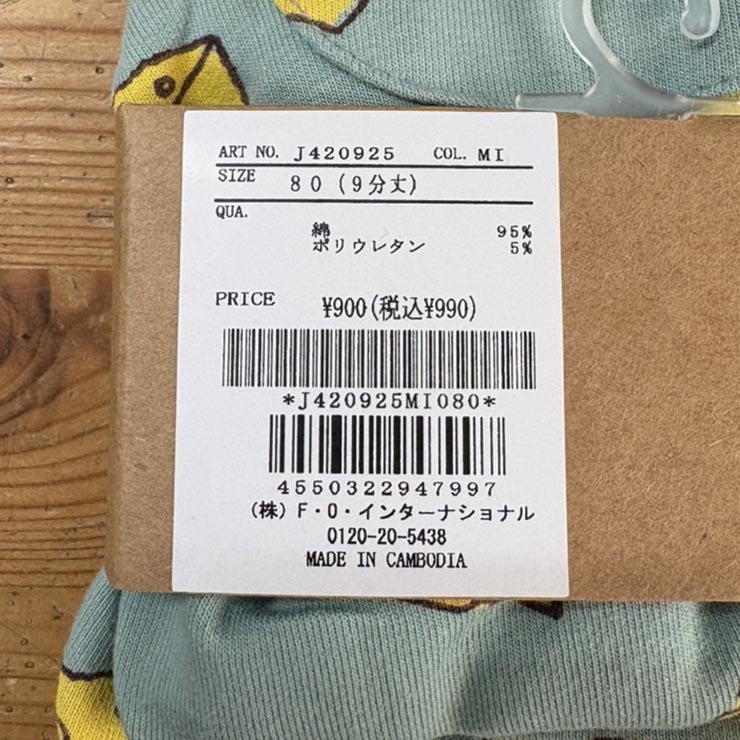 ART NO. J420925 COL. MI
SIZE 80(9分丈)
QUA.
綿 95%
ポリウレタン 5%
PRICE ¥900(税込¥990)
*J420925MI080*
4550322947997
(株)F・O・インターナショナル
0120-20-5438
MADE IN CAMBODIA